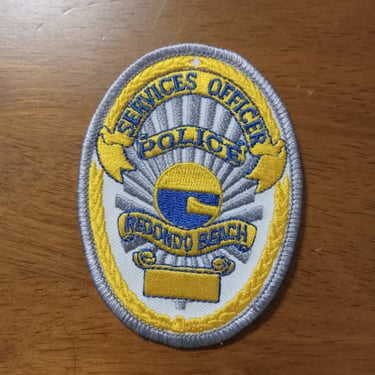 SERVICES OFFICER
POLICE
REDONDO BEACH